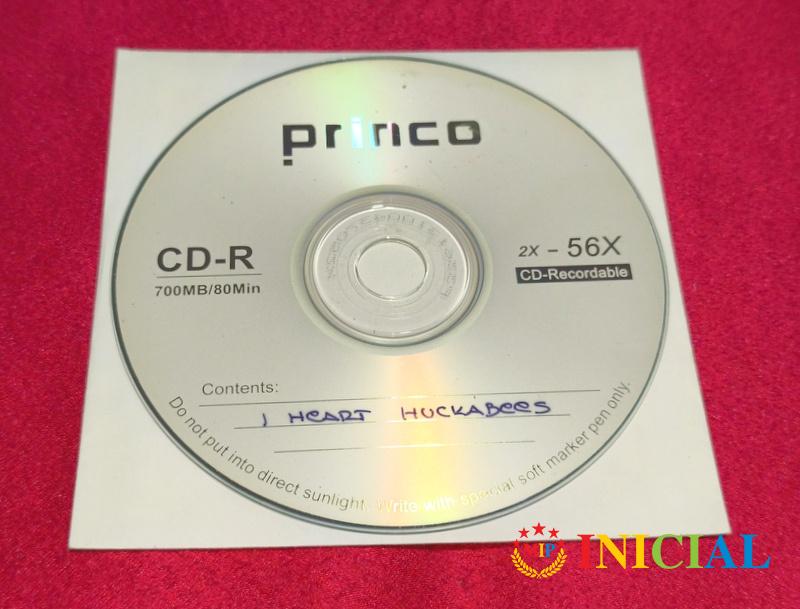 princo
CD-R
700MB/80Min
2X - 56X
CD-Recordable
Contents:
I HEART HUCKABEES
Do not put into direct sunlight. Write with special soft marker pen only.
VIP INICIAL